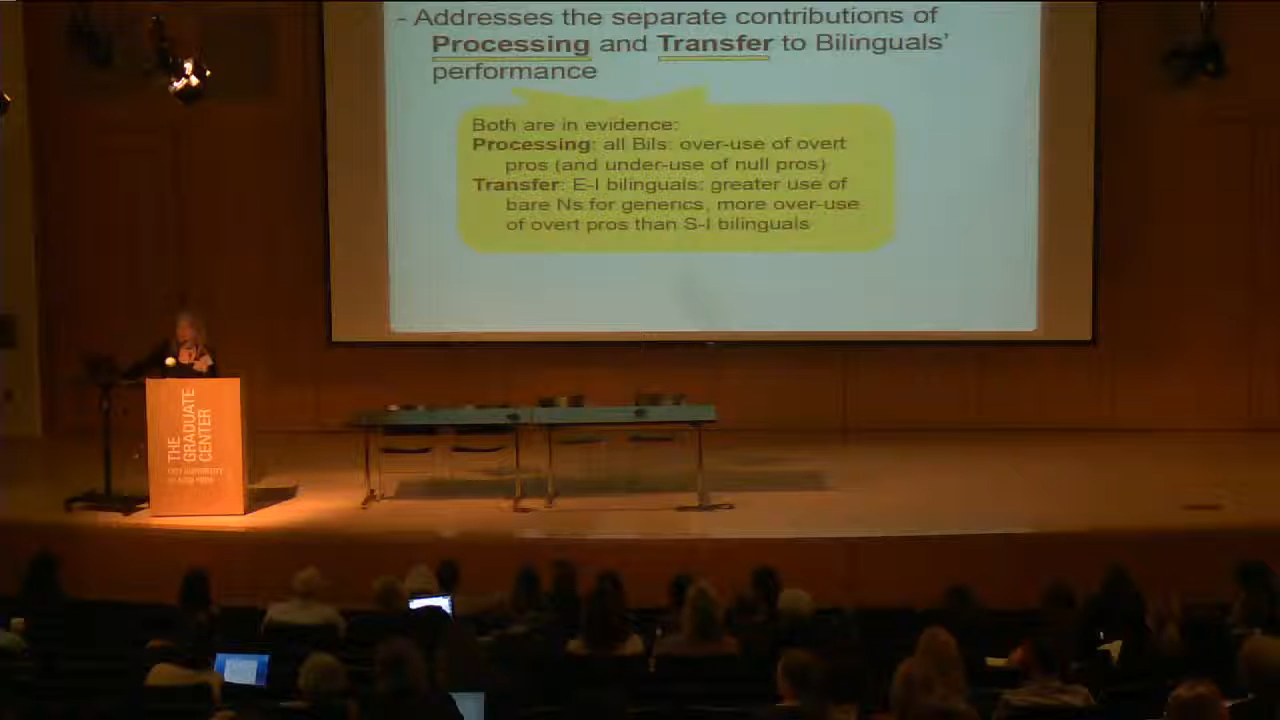 - Addresses the separate contributions of
Processing and Transfer to Bilinguals'
performance
Both are in evidence:
Processing: all Bils: over-use of overt
pros (and under-use of null pros)
Transfer: E-I bilinguals: greater use of
bare Ns for generics, more over-use
of overt pros than S-I bilinguals
THE
GRADUATE
CENTER